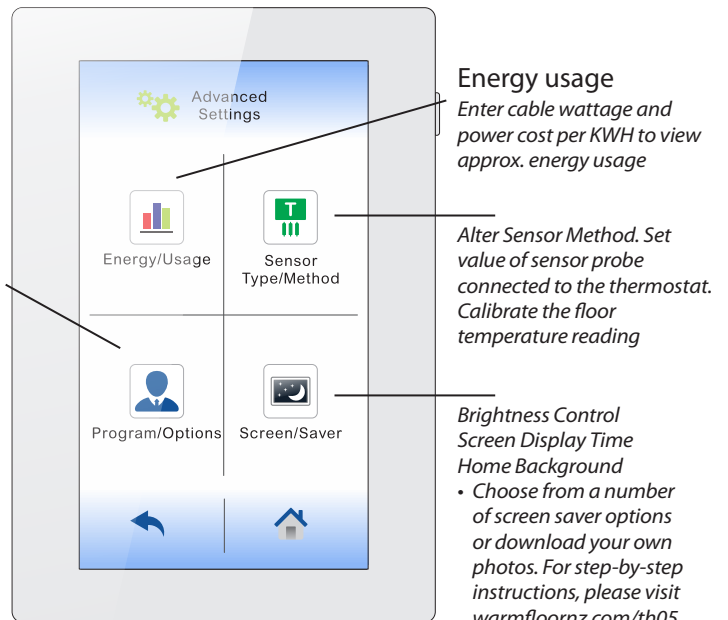 Advanced
Settings
Energy/Usage
Sensor
Type/Method
T
Program/Options
Screen/Saver
Energy usage
Enter cable wattage and
power cost per KWH to view
approx. energy usage
Alter Sensor Method. Set
value of sensor probe
connected to the thermostat.
Calibrate the floor
temperature reading
Brightness Control
Screen Display Time
Home Background
• Choose from a number
of screen saver options
or download your own
photos. For step-by-step
instructions, please visit
warmfloornz.com/th05